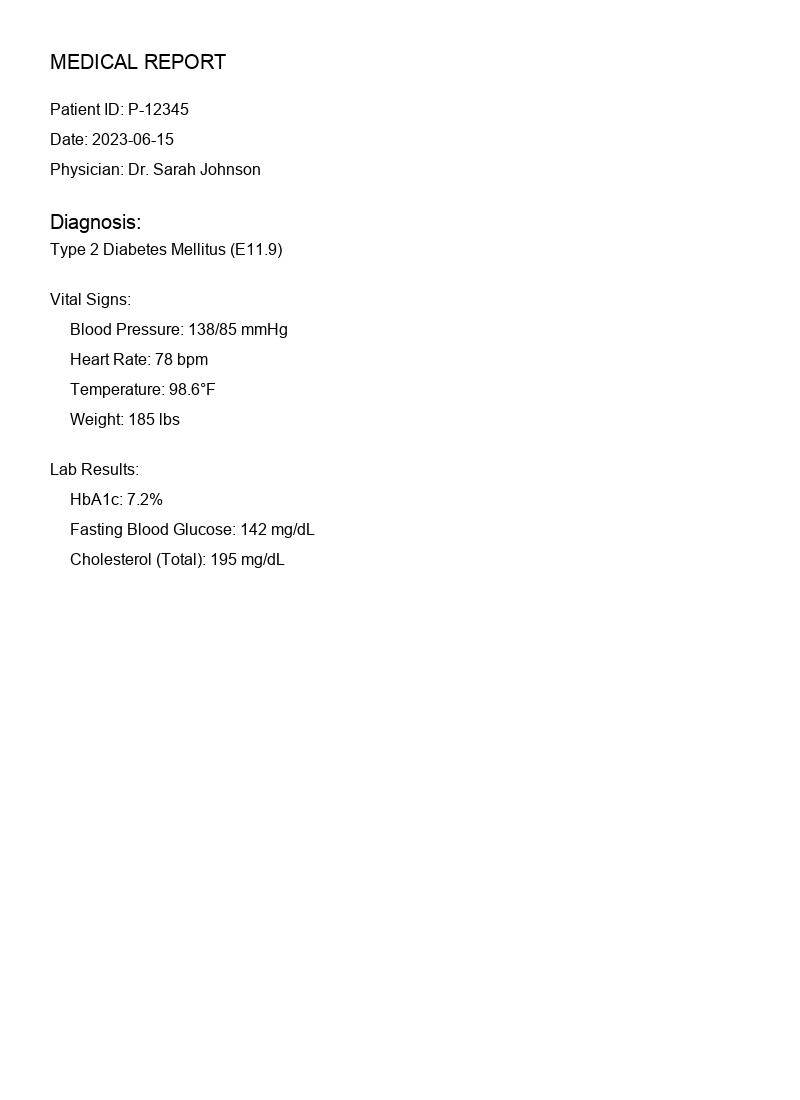 MEDICAL REPORT
Patient ID: P-12345
Date: 2023-06-15
Physician: Dr. Sarah Johnson
Diagnosis:
Type 2 Diabetes Mellitus (E11.9)
Vital Signs:
Blood Pressure: 138/85 mmHg
Heart Rate: 78 bpm
Temperature: 98.6°F
Weight: 185 lbs
Lab Results:
HbA1c: 7.2%
Fasting Blood Glucose: 142 mg/dL
Cholesterol (Total): 195 mg/dL